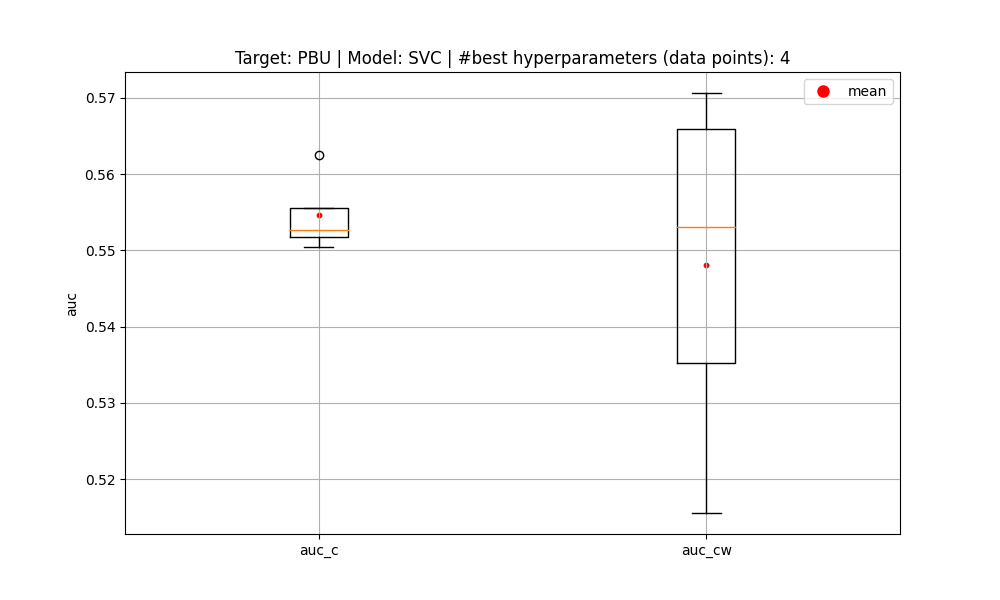 Target: PBU | Model: SVC | #best hyperparameters (data points): 4
mean
0.57
0.56
0.55
0.54
0.53
0.52
auc
auc_c
auc_cw